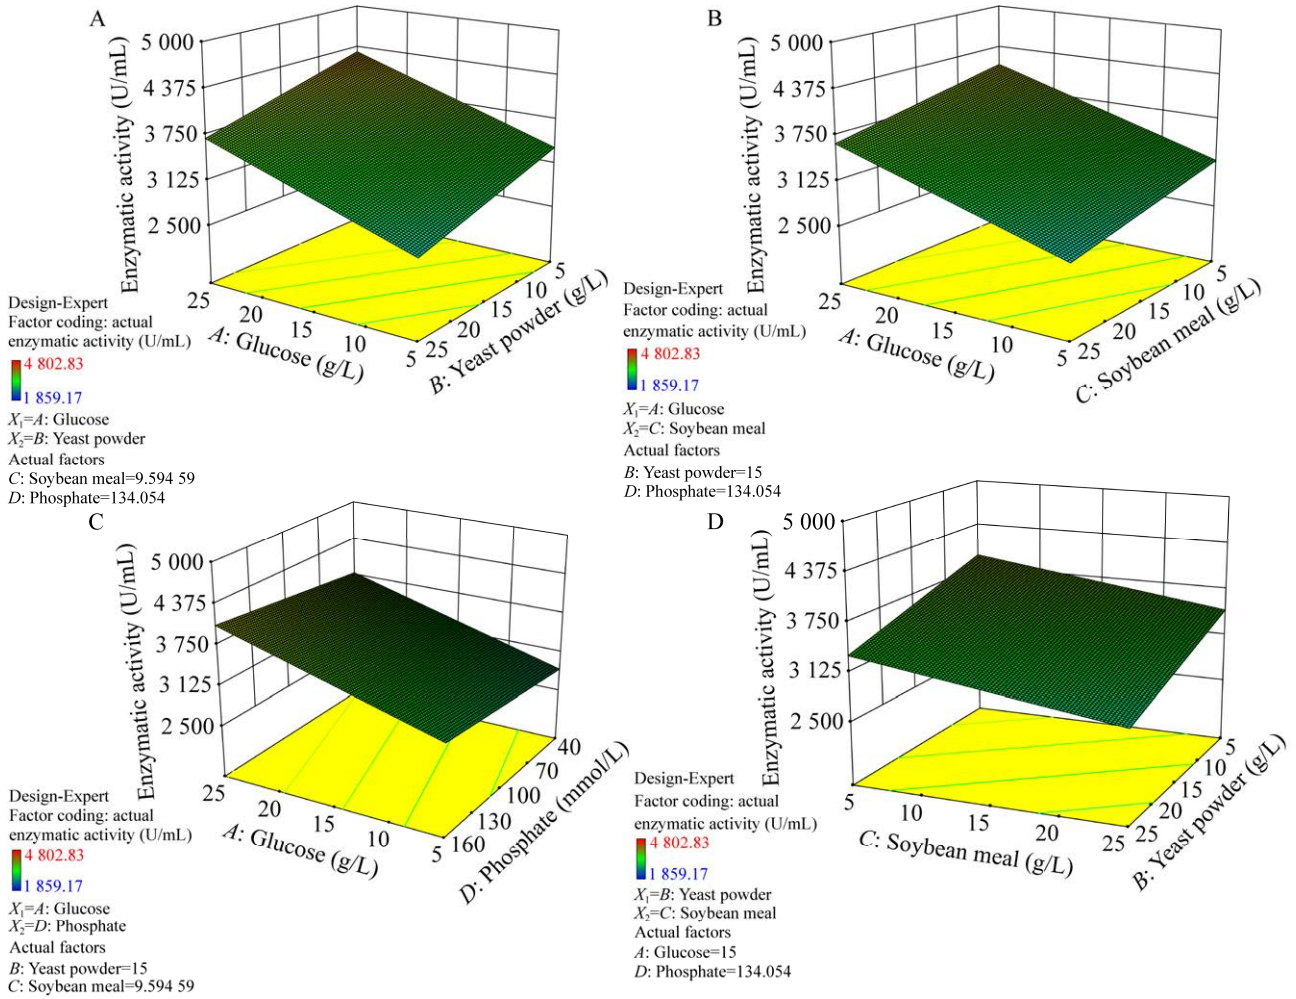 A
Enzymatic activity (U/mL)
5 000
4 375
3 750
3 125
2 500
25
20
15
10
5
A: Glucose (g/L)
25
20
15
10
5
B: Yeast powder (g/L)
Design-Expert
Factor coding: actual
enzymatic activity (U/mL)
4 802.83
1 859.17
X₁=A: Glucose
X₂=B: Yeast powder
Actual factors
C: Soybean meal=9.594 59
D: Phosphate=134.054
B
Enzymatic activity (U/mL)
5 000
4 375
3 750
3 125
2 500
25
20
15
10
5
A: Glucose (g/L)
25
20
15
10
5
C: Soybean meal (g/L)
Design-Expert
Factor coding: actual
enzymatic activity (U/mL)
4 802.83
1 859.17
X₁=A: Glucose
X₂=C: Soybean meal
Actual factors
B: Yeast powder=15
D: Phosphate=134.054
C
Enzymatic activity (U/mL)
5 000
4 375
3 750
3 125
2 500
25
20
15
10
5
A: Glucose (g/L)
160
130
100
70
40
D: Phosphate (mmol/L)
Design-Expert
Factor coding: actual
enzymatic activity (U/mL)
4 802.83
1 859.17
X₁=A: Glucose
X₂=D: Phosphate
Actual factors
B: Yeast powder=15
C: Soybean meal=9.594 59
D
Enzymatic activity (U/mL)
5 000
4 375
3 750
3 125
2 500
5
10
15
20
25
C: Soybean meal (g/L)
25
20
15
10
5
B: Yeast powder (g/L)
Design-Expert
Factor coding: actual
enzymatic activity (U/mL)
4 802.83
1 859.17
X₁=B: Yeast powder
X₂=C: Soybean meal
Actual factors
A: Glucose=15
D: Phosphate=134.054